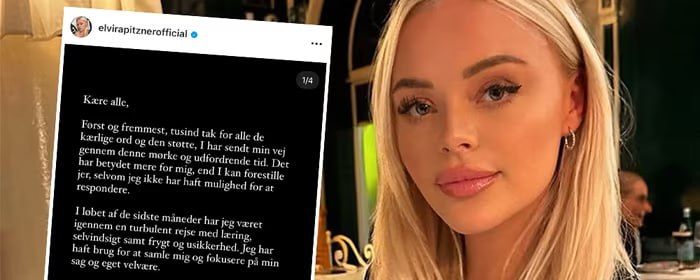 elvirapitznerofficial
1/4
Kære alle,
Først og fremmest, tusind tak for alle de
kærlige ord og den støtte, I har sendt min vej
gennem denne mørke og udfordrende tid. Det
har betydet mere for mig, end I kan forestille
jer, selvom jeg ikke har haft mulighed for at
respondere.
I løbet af de sidste måneder har jeg været
igennem en turbulent rejse med læring,
selvindsigt samt frygt og usikkerhed. Jeg har
haft brug for at samle mig og fokusere på min
sag og eget velvære.